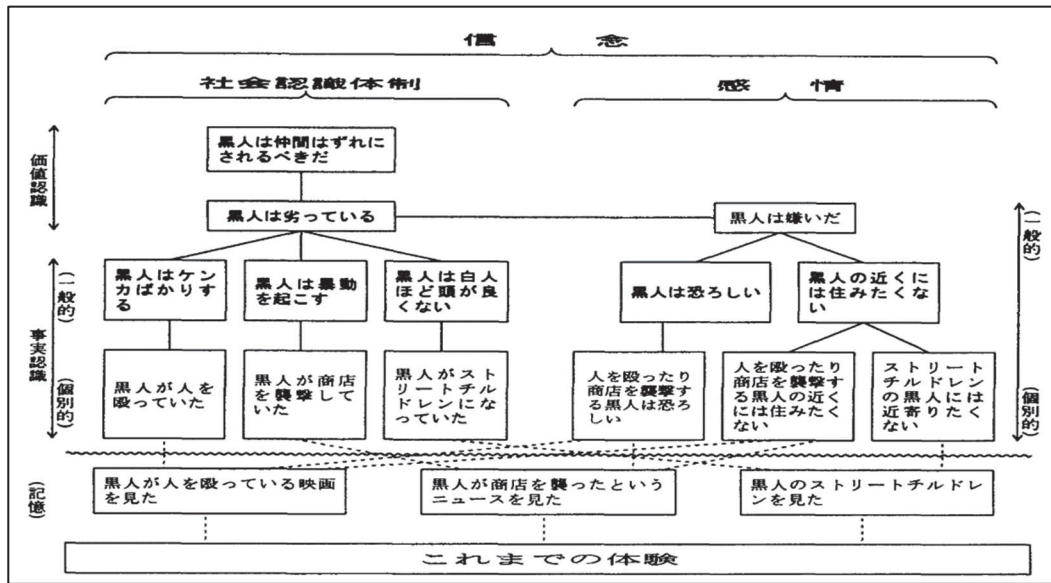 信念
社会認識体制
感情
価値認識
黒人は仲間はずれに
されるべきだ
黒人は劣っている
黒人は嫌いだ
(一般的)
事実認識
(一般的)
黒人はケン
カばかりす
る
黒人は暴動
を起こす
黒人は白人
ほど頭が良
くない
黒人は恐ろしい
黒人の近くに
は住みたくな
い
(個別的)
黒人が人を
殴っていた
黒人が商店
を襲撃して
いた
黒人がスト
リートチル
ドレンにな
っていた
人を殴ったり
商店を襲撃す
る黒人は恐ろ
しい
人を殴ったり
商店を襲撃す
る黒人の近く
には住みたく
ない
ストリート
チルドレン
の黒人には
近寄りたく
ない
(個別的)
(記憶)
黒人が人を殴っている映画
を見た
黒人が商店を襲ったという
ニュースを見た
黒人のストリートチルドレ
ンを見た
これまでの体験